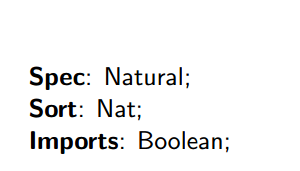 Spec: Natural;
Sort: Nat;
Imports: Boolean;